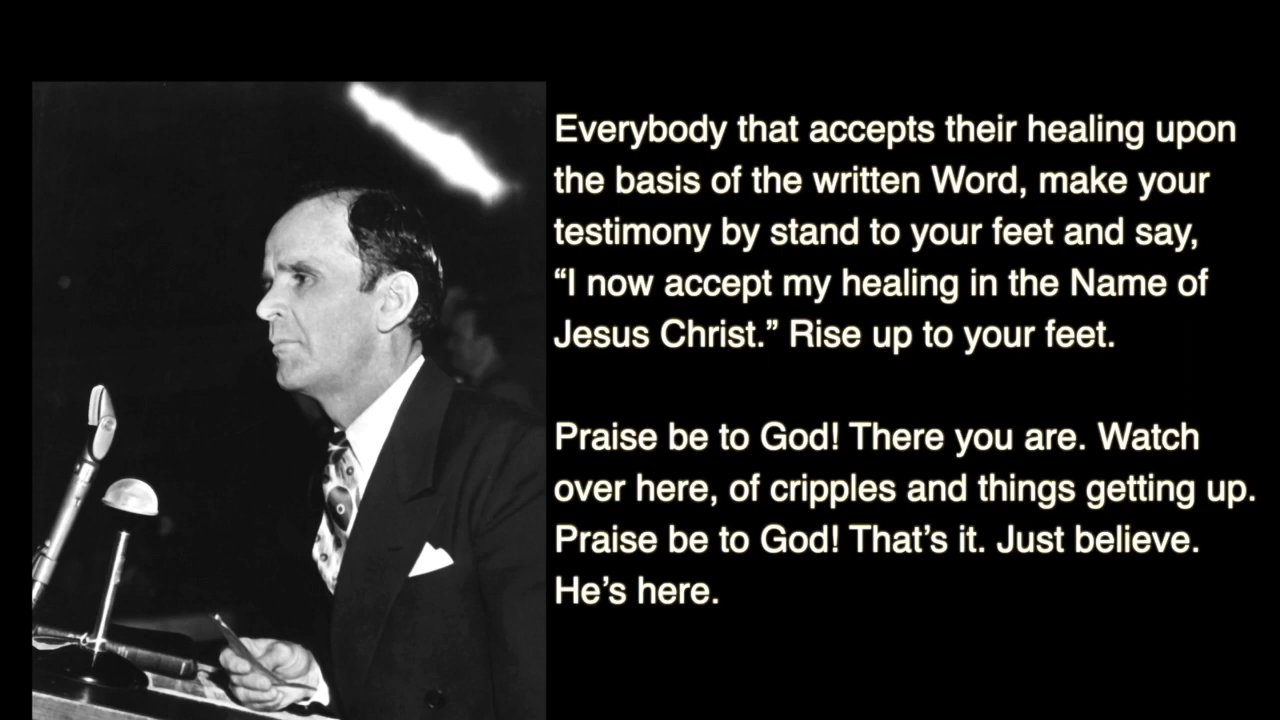 Everybody that accepts their healing upon
the basis of the written Word, make your
testimony by stand to your feet and say,
“I now accept my healing in the Name of
Jesus Christ.” Rise up to your feet.
Praise be to God! There you are. Watch
over here, of cripples and things getting up.
Praise be to God! That’s it. Just believe.
He’s here.